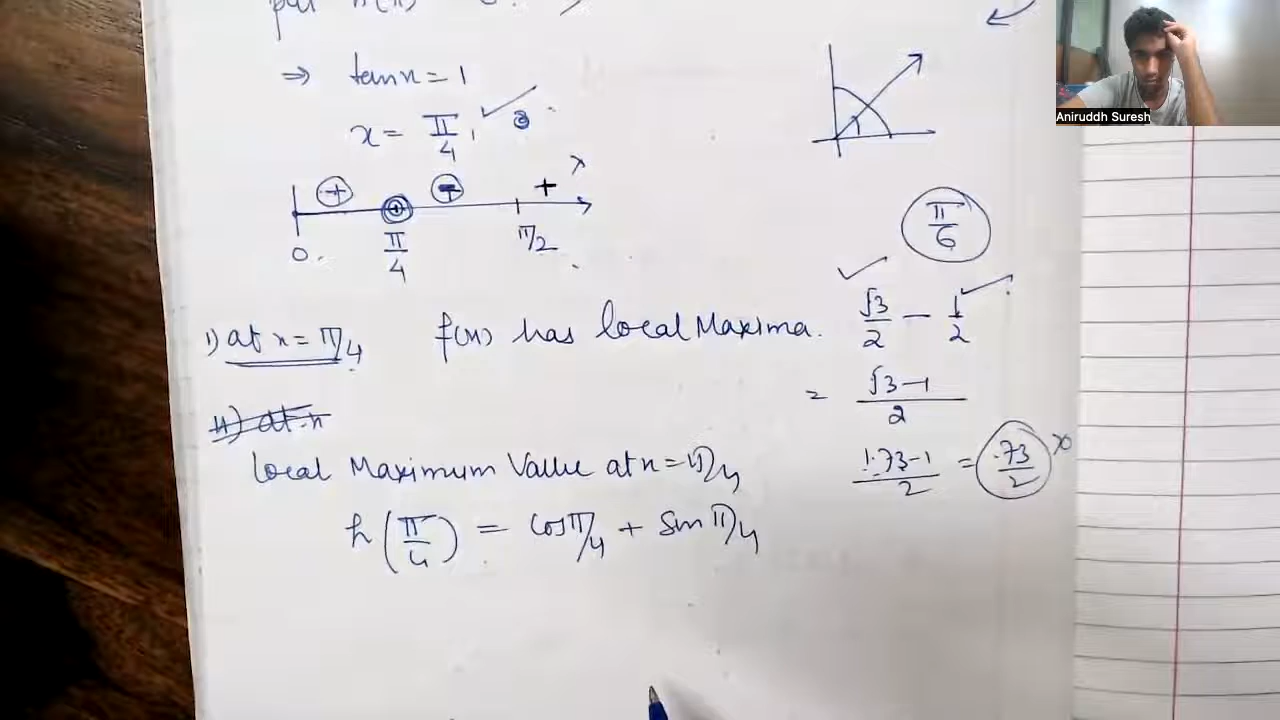 ⇒ tan x = 1
x = π/4,
+ - +
0 π/4 π/2
1) at x = π/4 f(x) has local Maxima.
ii) at x
local Maximum Value at x = π/4
h(π/4) = cos π/4 + sin π/4
π/6
√3/2 - 1/2
= √3-1/2
1.73-1/2 = .73/2
Aniruddh Suresh